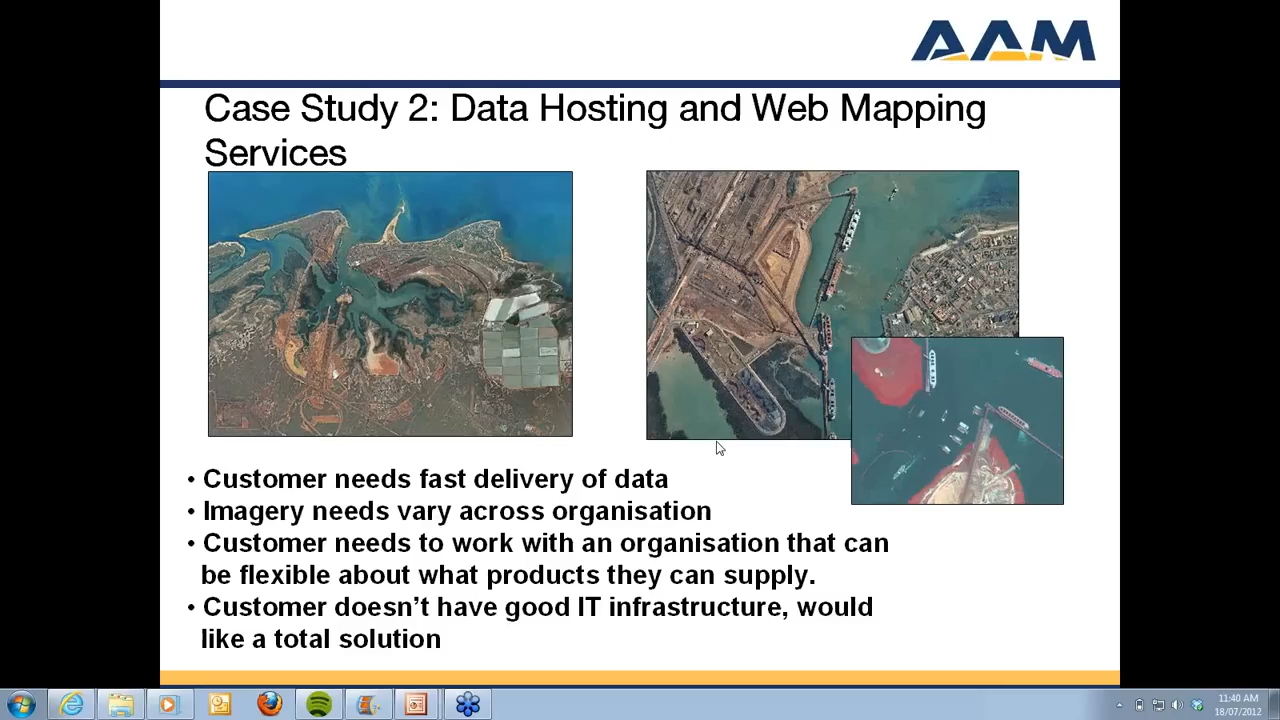 AAM
Case Study 2: Data Hosting and Web Mapping
Services
• Customer needs fast delivery of data
• Imagery needs vary across organisation
• Customer needs to work with an organisation that can
be flexible about what products they can supply.
• Customer doesn’t have good IT infrastructure, would
like a total solution
11:40 AM
18/07/2012